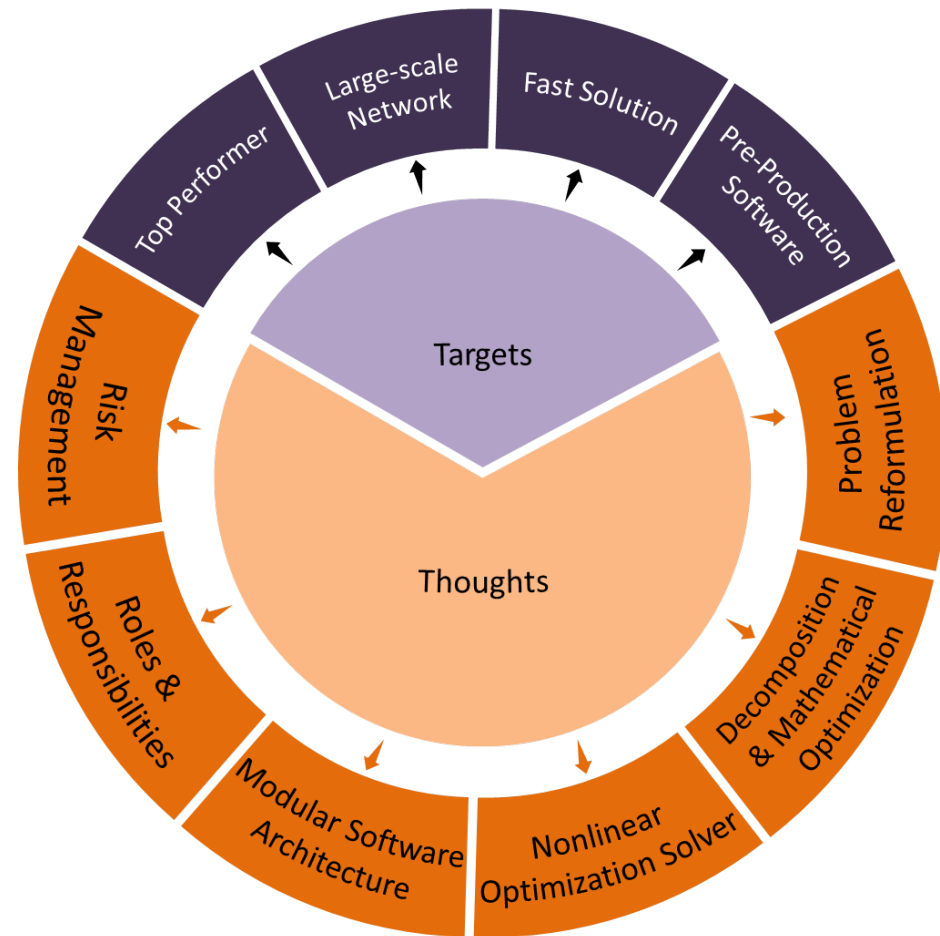 Top Performer
Large-scale
Network
Fast Solution
Pre-Production
Software
Targets
Problem
Reformulation
Decomposition
& Mathematical
Optimization
Nonlinear
Optimization Solver
Modular Software
Architecture
Roles &
Responsibilities
Risk
Management
Thoughts